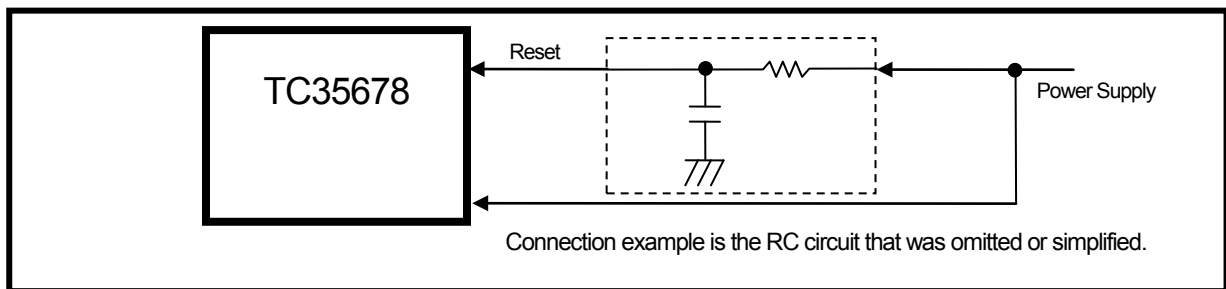 Reset
TC35678
Power Supply
Connection example is the RC circuit that was omitted or simplified.